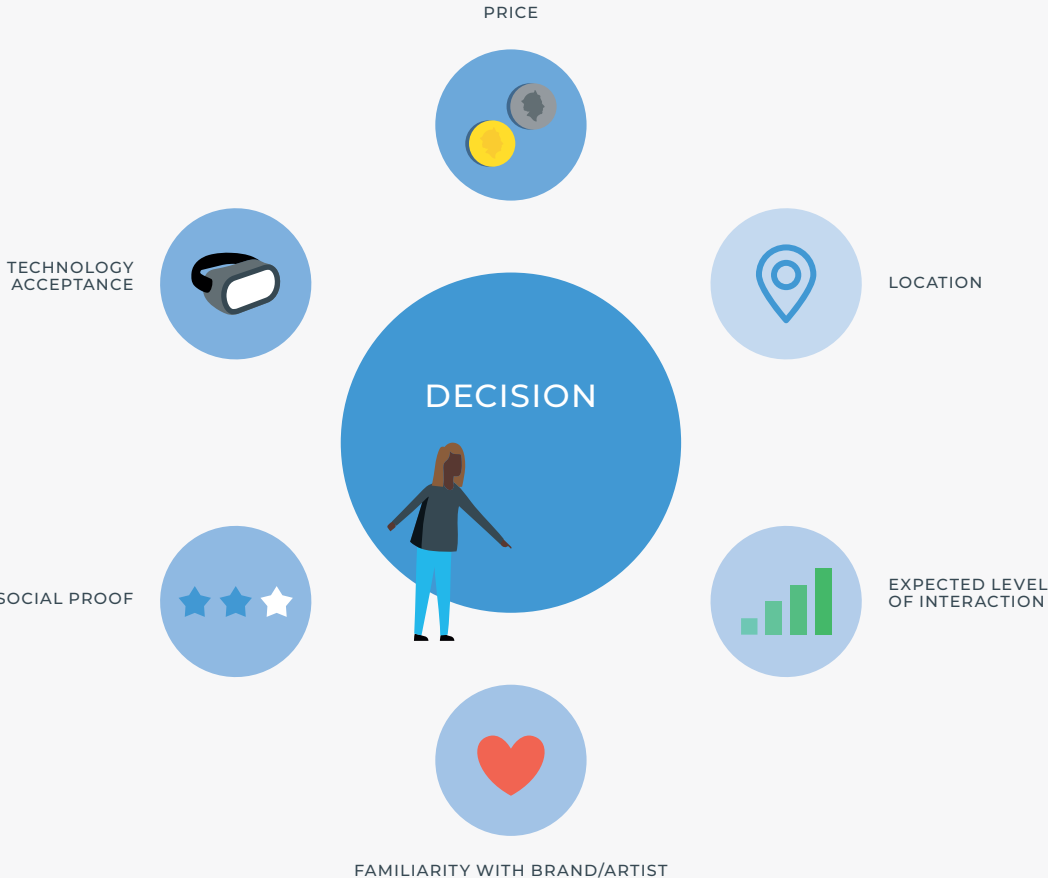 PRICE
TECHNOLOGY
ACCEPTANCE
LOCATION
DECISION
SOCIAL PROOF
EXPECTED LEVEL
OF INTERACTION
FAMILIARITY WITH BRAND/ARTIST